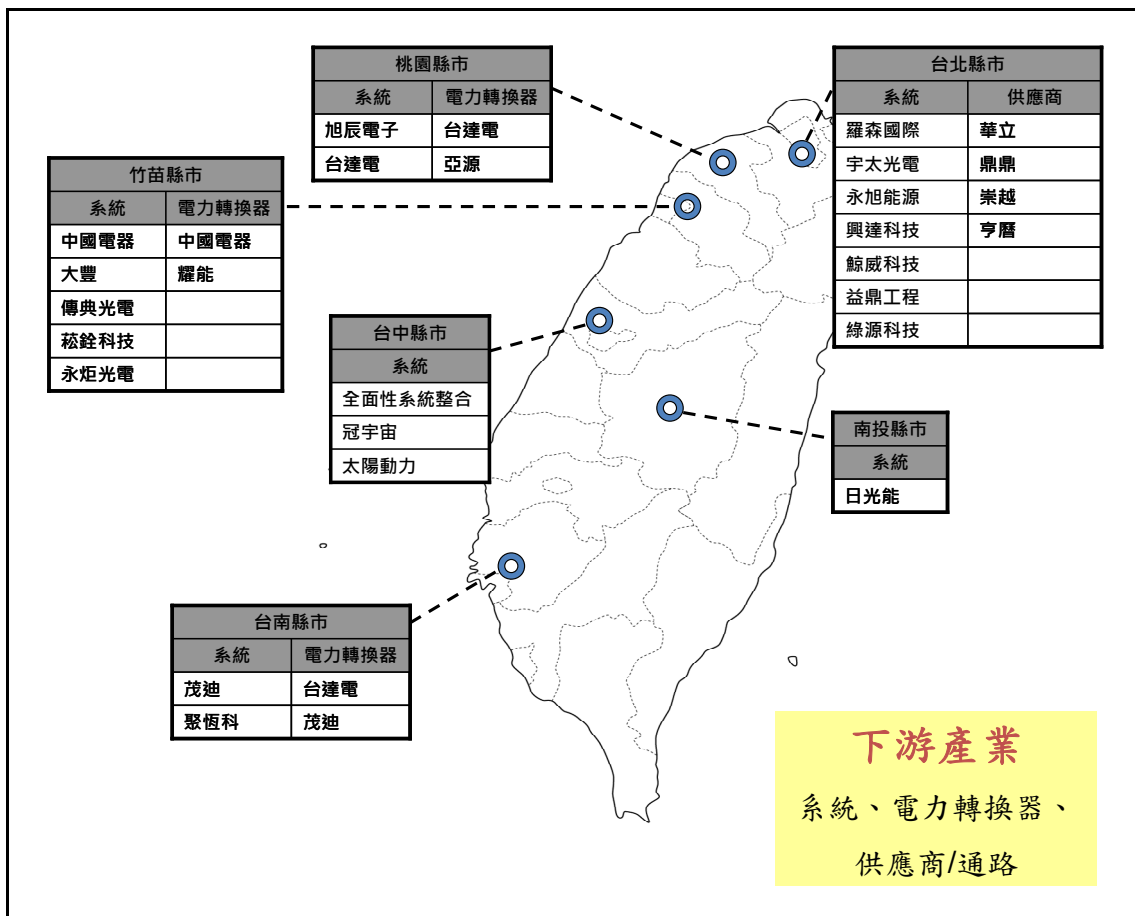 桃園縣市
系統 電力轉換器
旭辰電子 台達電
台達電 亞源
台北縣市
系統 供應商
羅森國際 華立
宇太光電 鼎鼎
永旭能源 崇越
興達科技 亨曆
鯨威科技
益鼎工程
綠源科技
竹苗縣市
系統 電力轉換器
中國電器 中國電器
大豐 耀能
傳典光電
菘銓科技
永炬光電
台中縣市
系統
全面性系統整合
冠宇宙
太陽動力
南投縣市
系統
日光能
台南縣市
系統 電力轉換器
茂迪 台達電
聚恆科 茂迪
下游產業
系統、電力轉換器、
供應商/通路